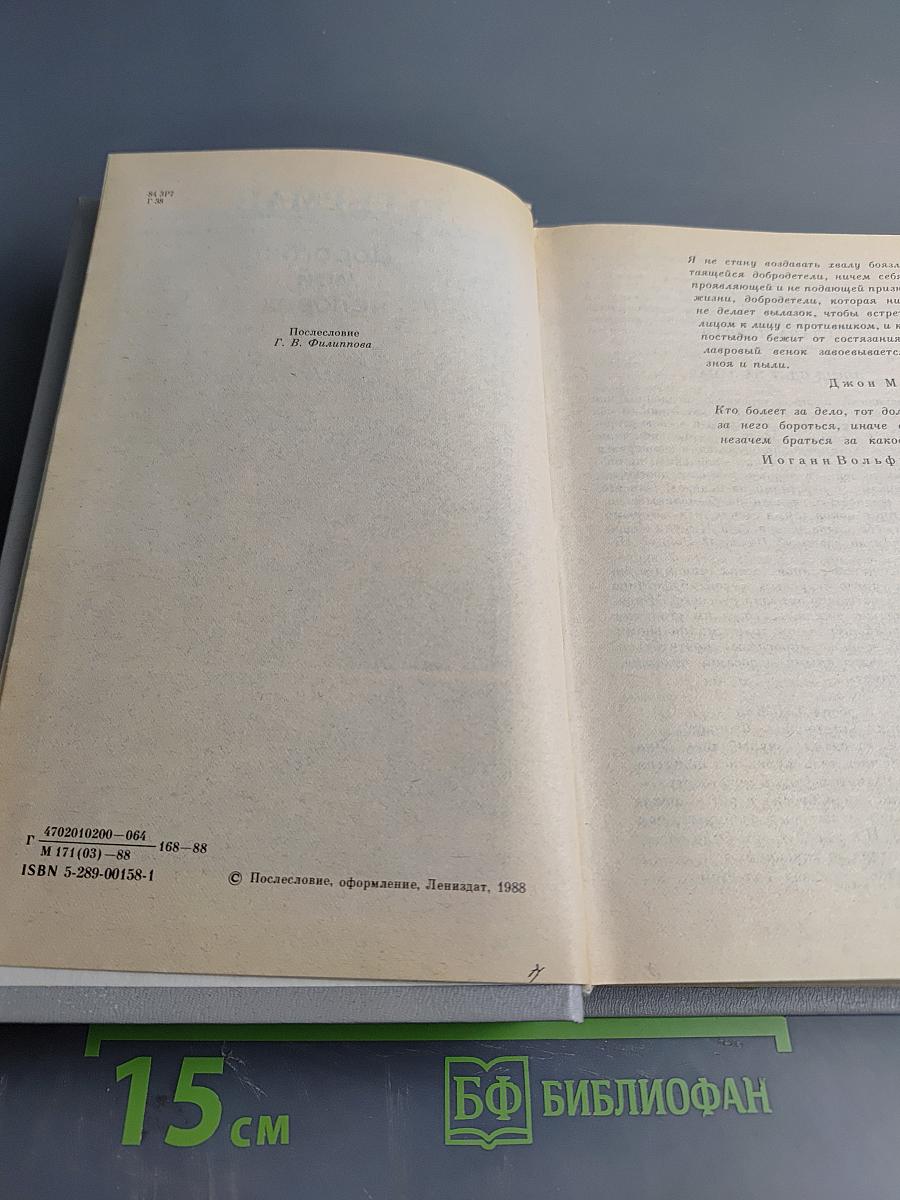 84 3Р7
Г 38
Послесловие
Г. В. Филиппова
Г 4702010200—064 168—88
М 171(03)—88
ISBN 5-289-00158-1
© Послесловие, оформление, Лениздат, 1988
Я не стану воздавать хвалу боязл
таящейся добродетели, ничем себя
проявляющей и не подающей призн
жизни, добродетели, которая ни
не делает вылазок, чтобы встрет
лицом к лицу с противником, и к
постыдно бежит от состязания
лавровый венок завоевывается
зноя и пыли.
Джон М
Кто болеет за дело, тот дол
за него бороться, иначе
незачем браться за како
Иоганн Вольф
15 см
БФ БИБЛИОФАН